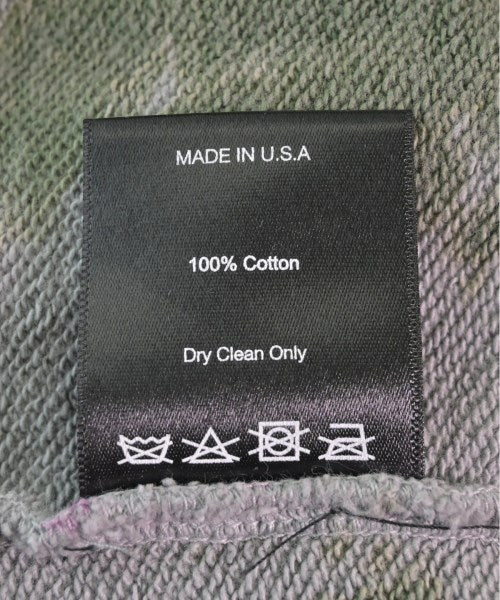 MADE IN U.S.A
100% Cotton
Dry Clean Only